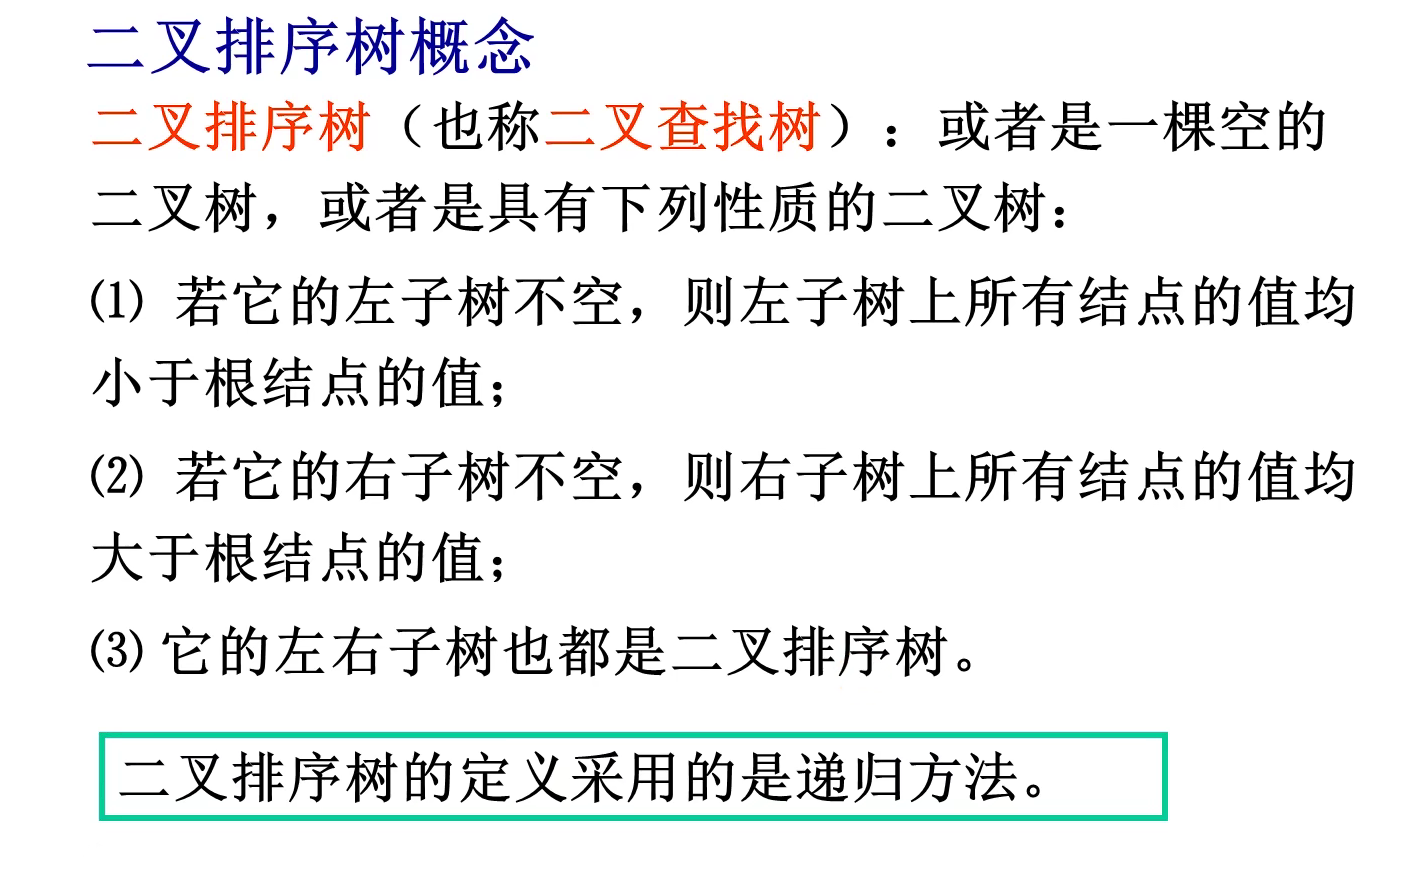 二叉排序树概念
二叉排序树（也称二叉查找树）：或者是一棵空的
二叉树，或者是具有下列性质的二叉树：
⑴ 若它的左子树不空，则左子树上所有结点的值均
小于根结点的值；
⑵ 若它的右子树不空，则右子树上所有结点的值均
大于根结点的值；
⑶ 它的左右子树也都是二叉排序树。
二叉排序树的定义采用的是递归方法。